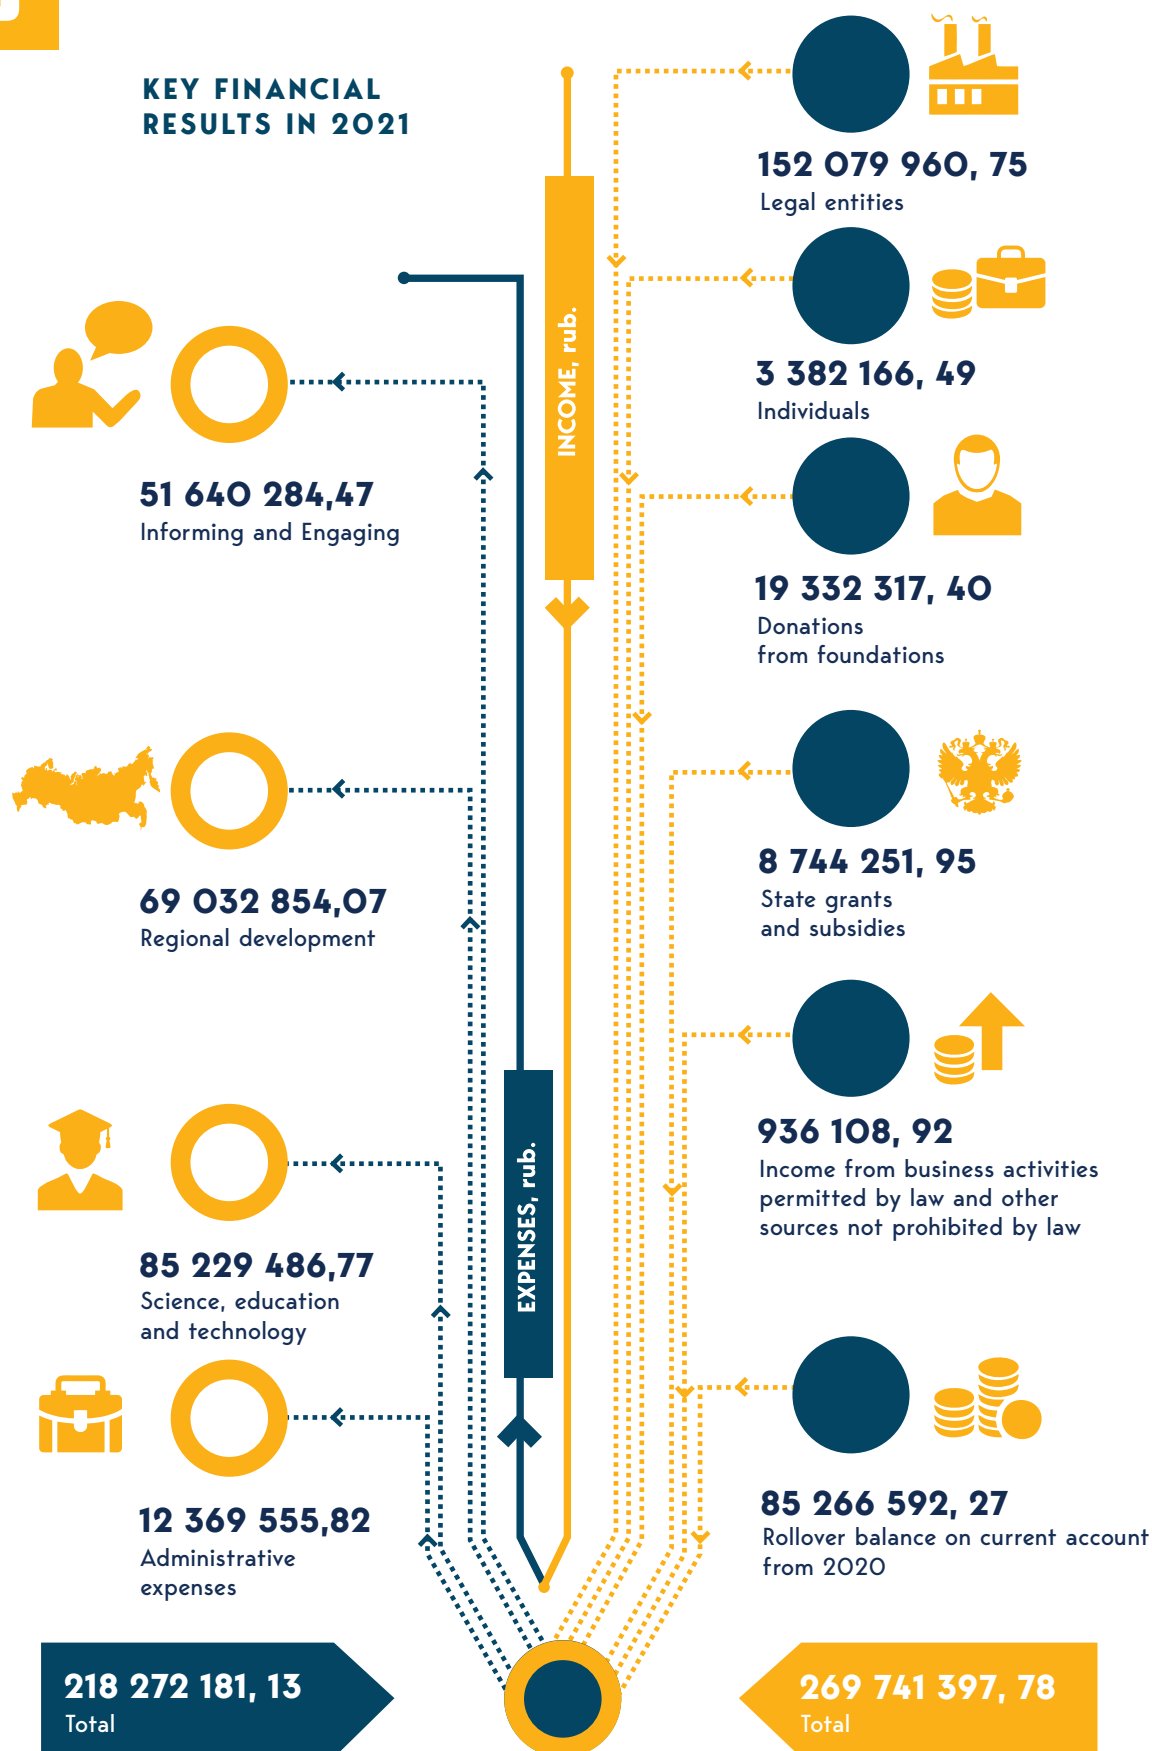 KEY FINANCIAL
RESULTS IN 2021
INCOME, rub.
152 079 960, 75
Legal entities
3 382 166, 49
Individuals
19 332 317, 40
Donations
from foundations
8 744 251, 95
State grants
and subsidies
936 108, 92
Income from business activities
permitted by law and other
sources not prohibited by law
85 266 592, 27
Rollover balance on current account
from 2020
269 741 397, 78
Total
EXPENSES, rub.
51 640 284,47
Informing and Engaging
69 032 854,07
Regional development
85 229 486,77
Science, education
and technology
12 369 555,82
Administrative
expenses
218 272 181, 13
Total